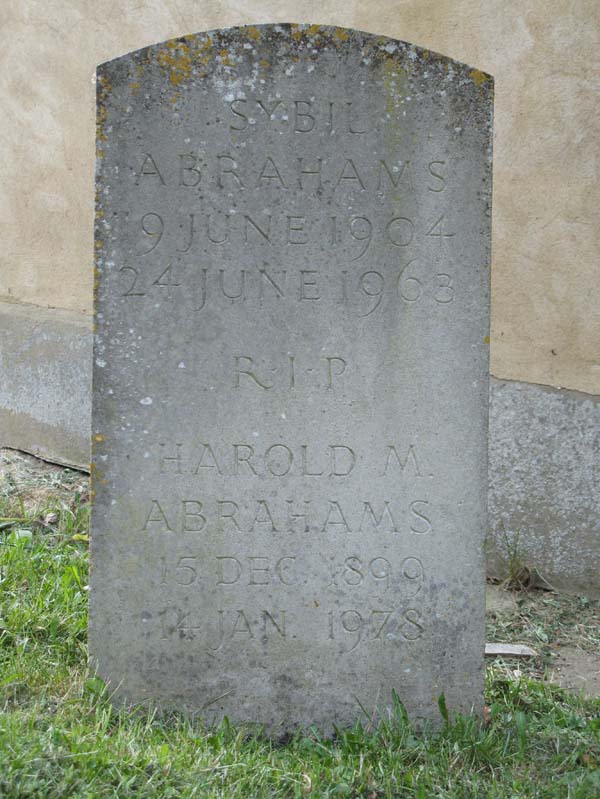 SYBIL
ABRAHAMS
19 JUNE 1904
24 JUNE 1963
R·I·P
HAROLD M.
ABRAHAMS
15 DEC. 1899
14 JAN. 1978